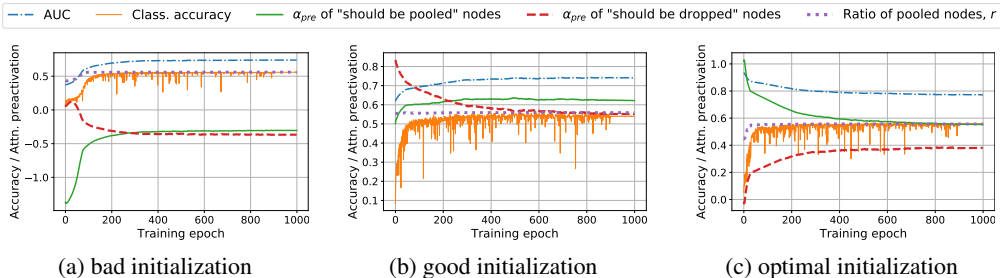 AUC Class. accuracy α_pre of "should be pooled" nodes α_pre of "should be dropped" nodes Ratio of pooled nodes, r
Accuracy / Attn. preactivation
0.5
0.0
−0.5
−1.0
0 200 400 600 800 1000
Training epoch
(a) bad initialization
Accuracy / Attn. preactivation
0.8
0.7
0.6
0.5
0.4
0.3
0.2
0.1
0 200 400 600 800 1000
Training epoch
(b) good initialization
Accuracy / Attn. preactivation
1.0
0.8
0.6
0.4
0.2
0.0
0 200 400 600 800 1000
Training epoch
(c) optimal initialization